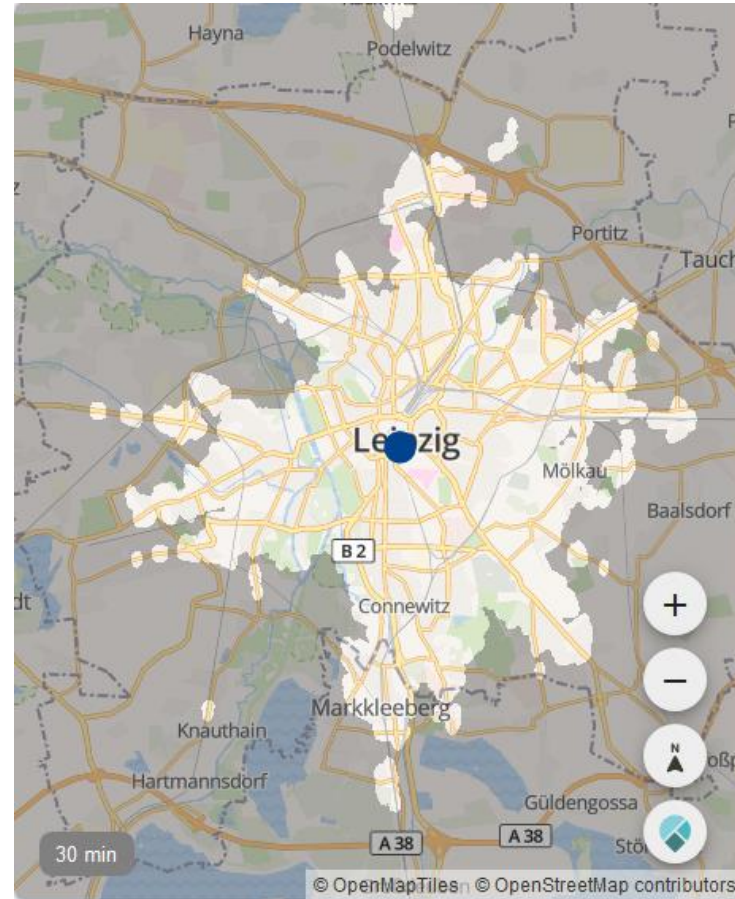 Hayna
Podelwitz
Portitz
Tauch
Leipzig
Mölkau
Baalsdorf
B 2
dt
Connewitz
+
−
Markkleeberg
N
Knauthain
Hartmannsdorf
Güldengossa
30 min
A 38
A 38
Stö
© OpenMapTiles © OpenStreetMap contributors